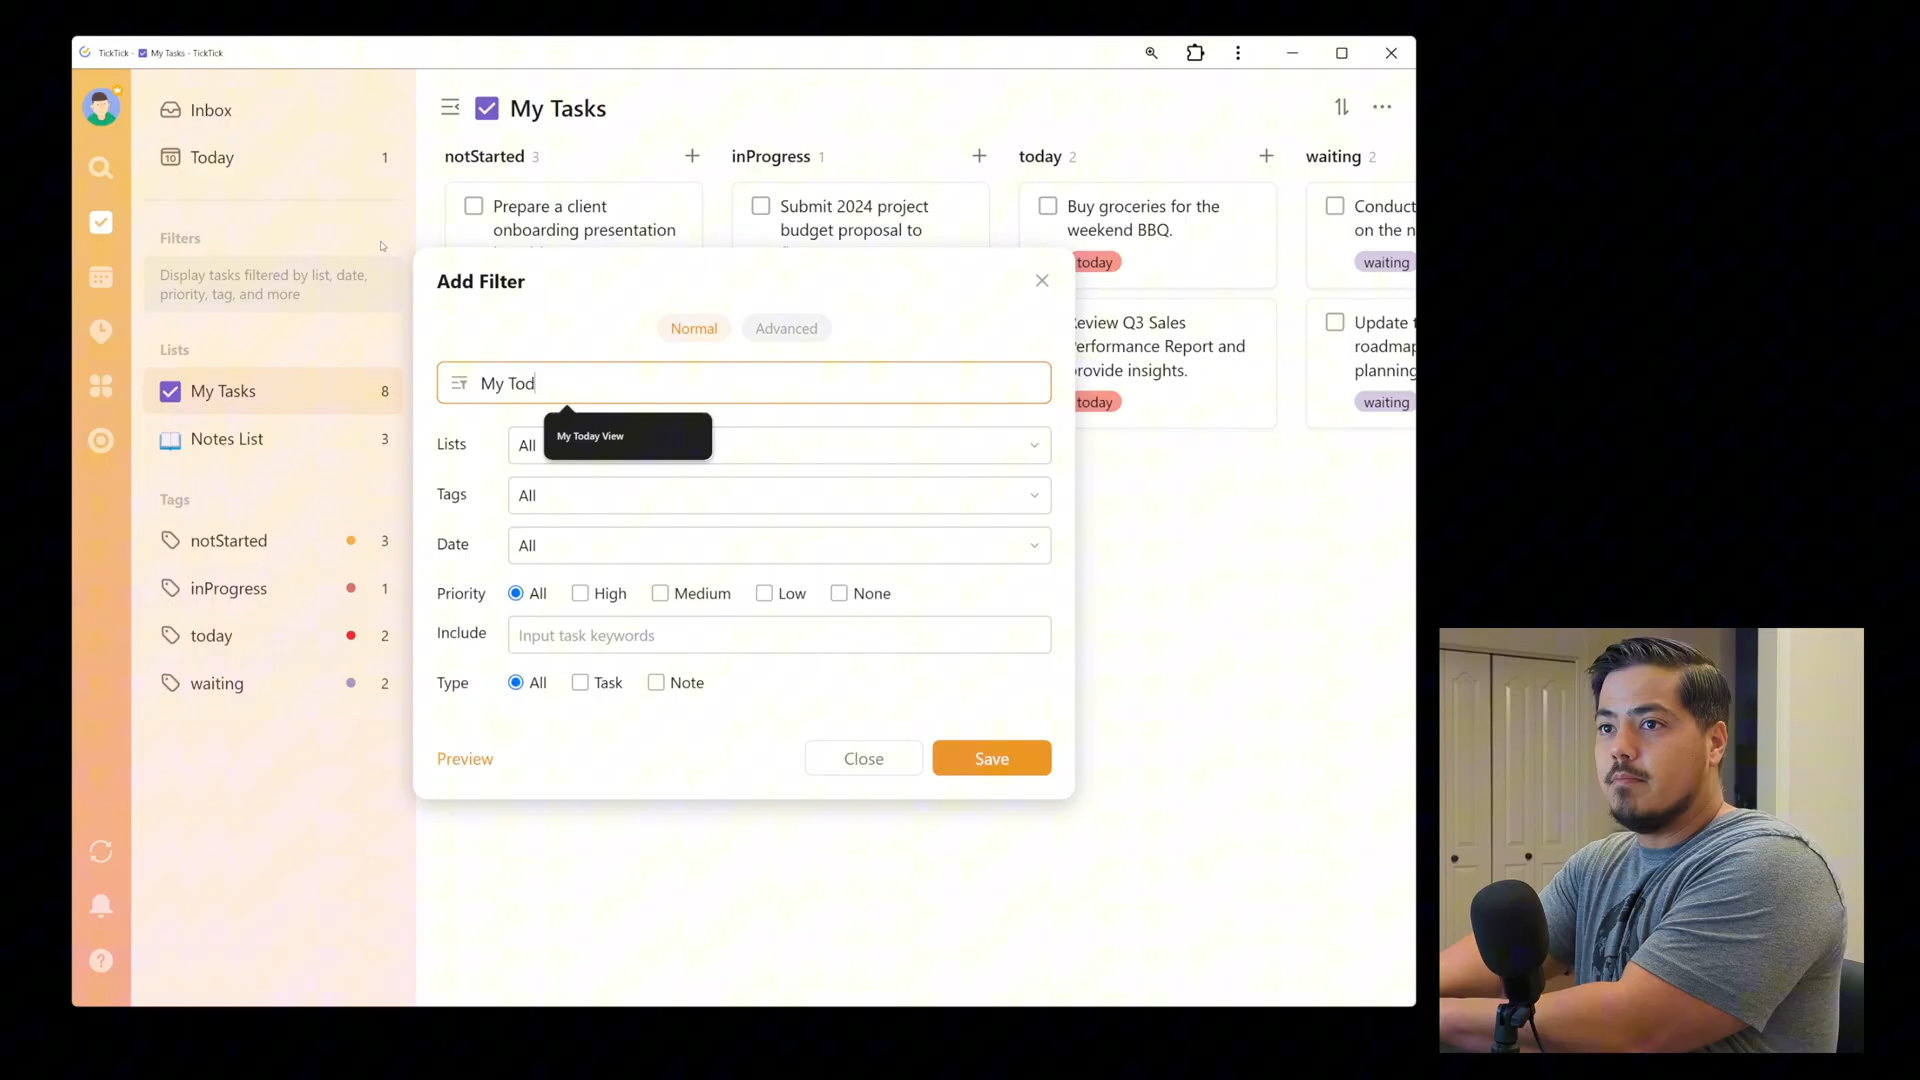 TickTick - My Tasks - TickTick
Inbox
Today 1
Filters
Display tasks filtered by list, date,
priority, tag, and more
Lists
My Tasks 8
Notes List 3
Tags
notStarted 3
inProgress 1
today 2
waiting 2
10
My Tasks
notStarted 3
Prepare a client
onboarding presentation
inProgress 1
Submit 2024 project
budget proposal to
today 2
Buy groceries for the
weekend BBQ.
today
Review Q3 Sales
Performance Report and
provide insights.
today
waiting 2
Conduct
on the n
waiting
Update t
roadmap
planning
waiting
Add Filter
Normal Advanced
My Tod
My Today View
Lists All
Tags All
Date All
Priority All High Medium Low None
Include Input task keywords
Type All Task Note
Preview Close Save